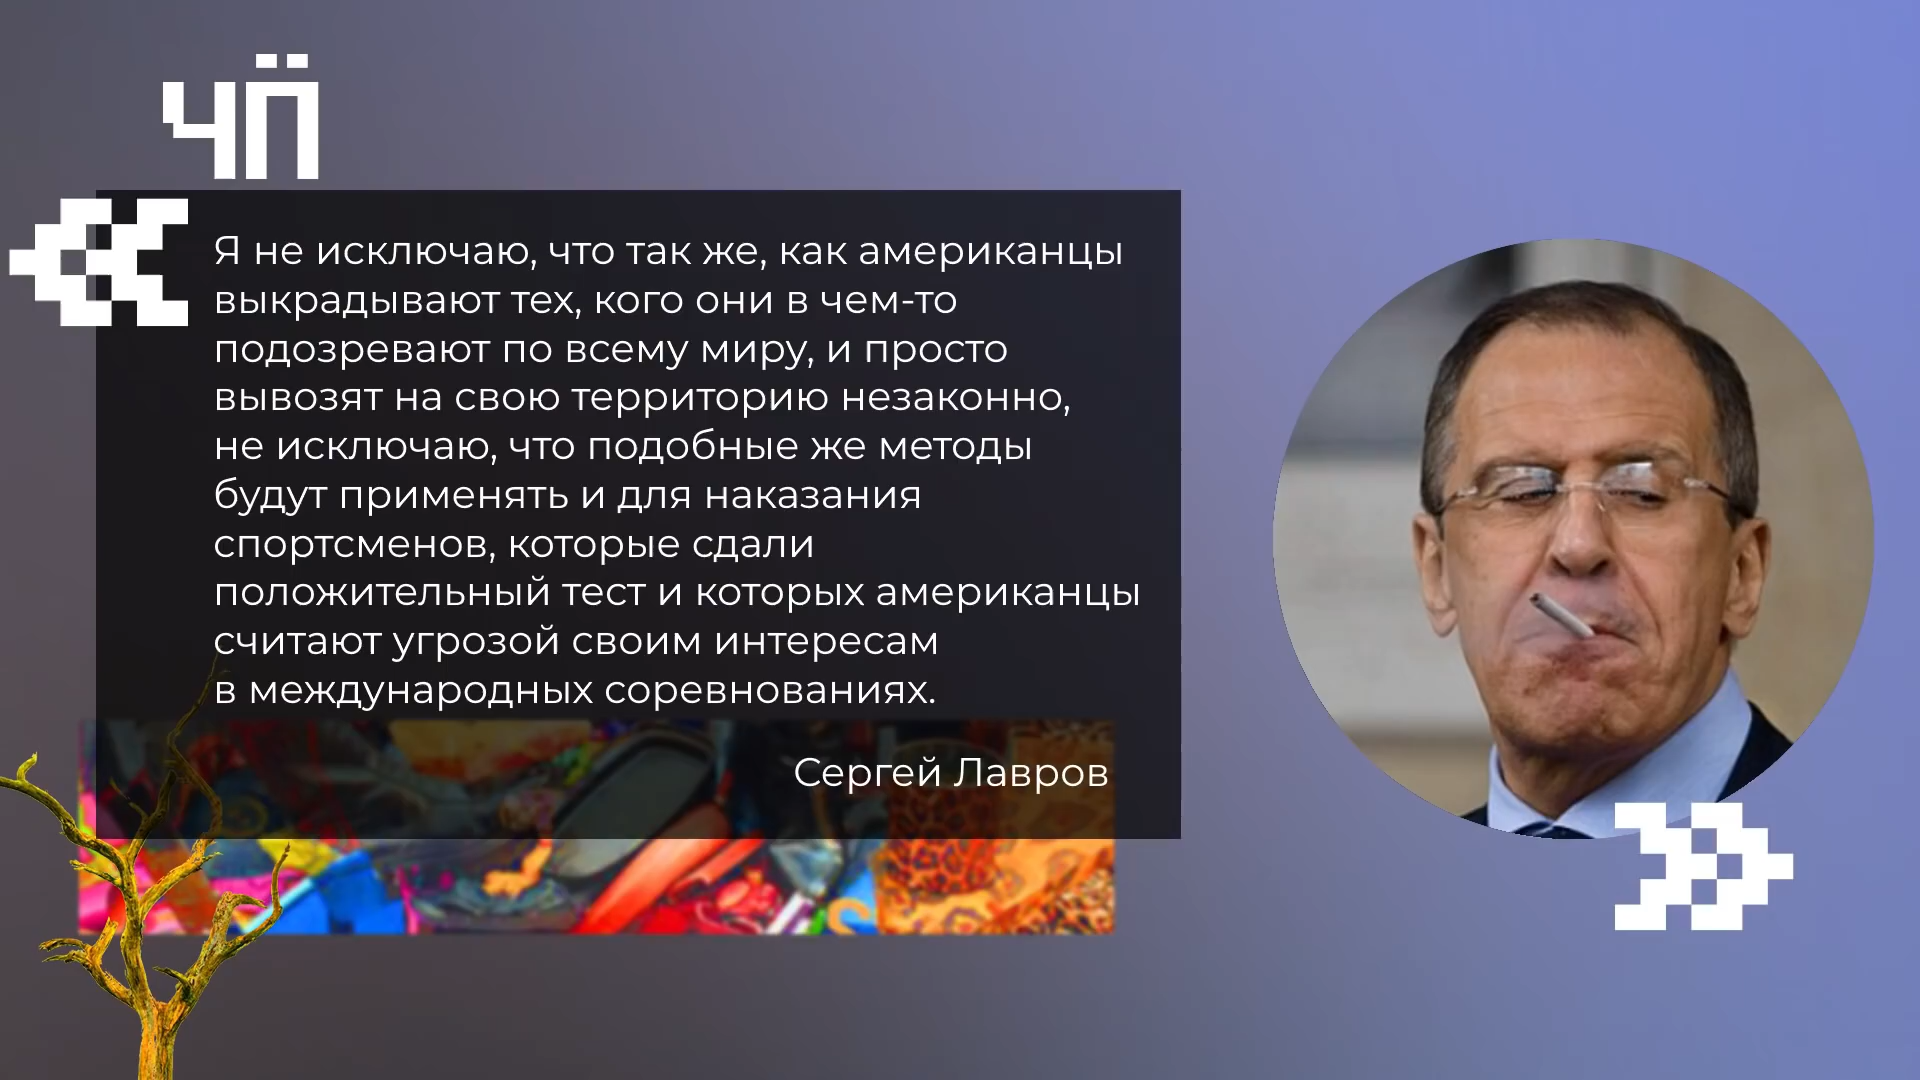 ЧП̈
Я не исключаю, что так же, как американцы
выкрадывают тех, кого они в чем-то
подозревают по всему миру, и просто
вывозят на свою территорию незаконно,
не исключаю, что подобные же методы
будут применять и для наказания
спортсменов, которые сдали
положительный тест и которых американцы
считают угрозой своим интересам
в международных соревнованиях.
Сергей Лавров